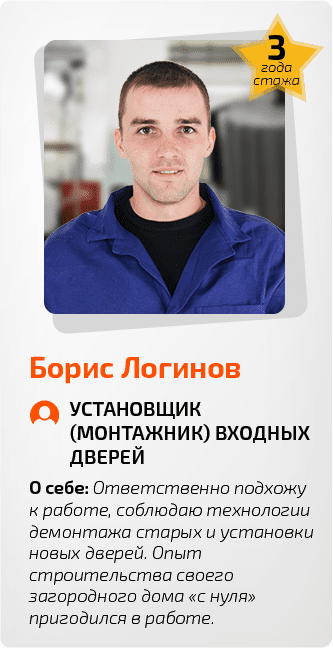 3
года
стажа
Борис Логинов
УСТАНОВЩИК
(МОНТАЖНИК) ВХОДНЫХ
ДВЕРЕЙ
О себе: Ответственно подхожу
к работе, соблюдаю технологии
демонтажа старых и установки
новых дверей. Опыт
строительства своего
загородного дома «с нуля»
пригодился в работе.